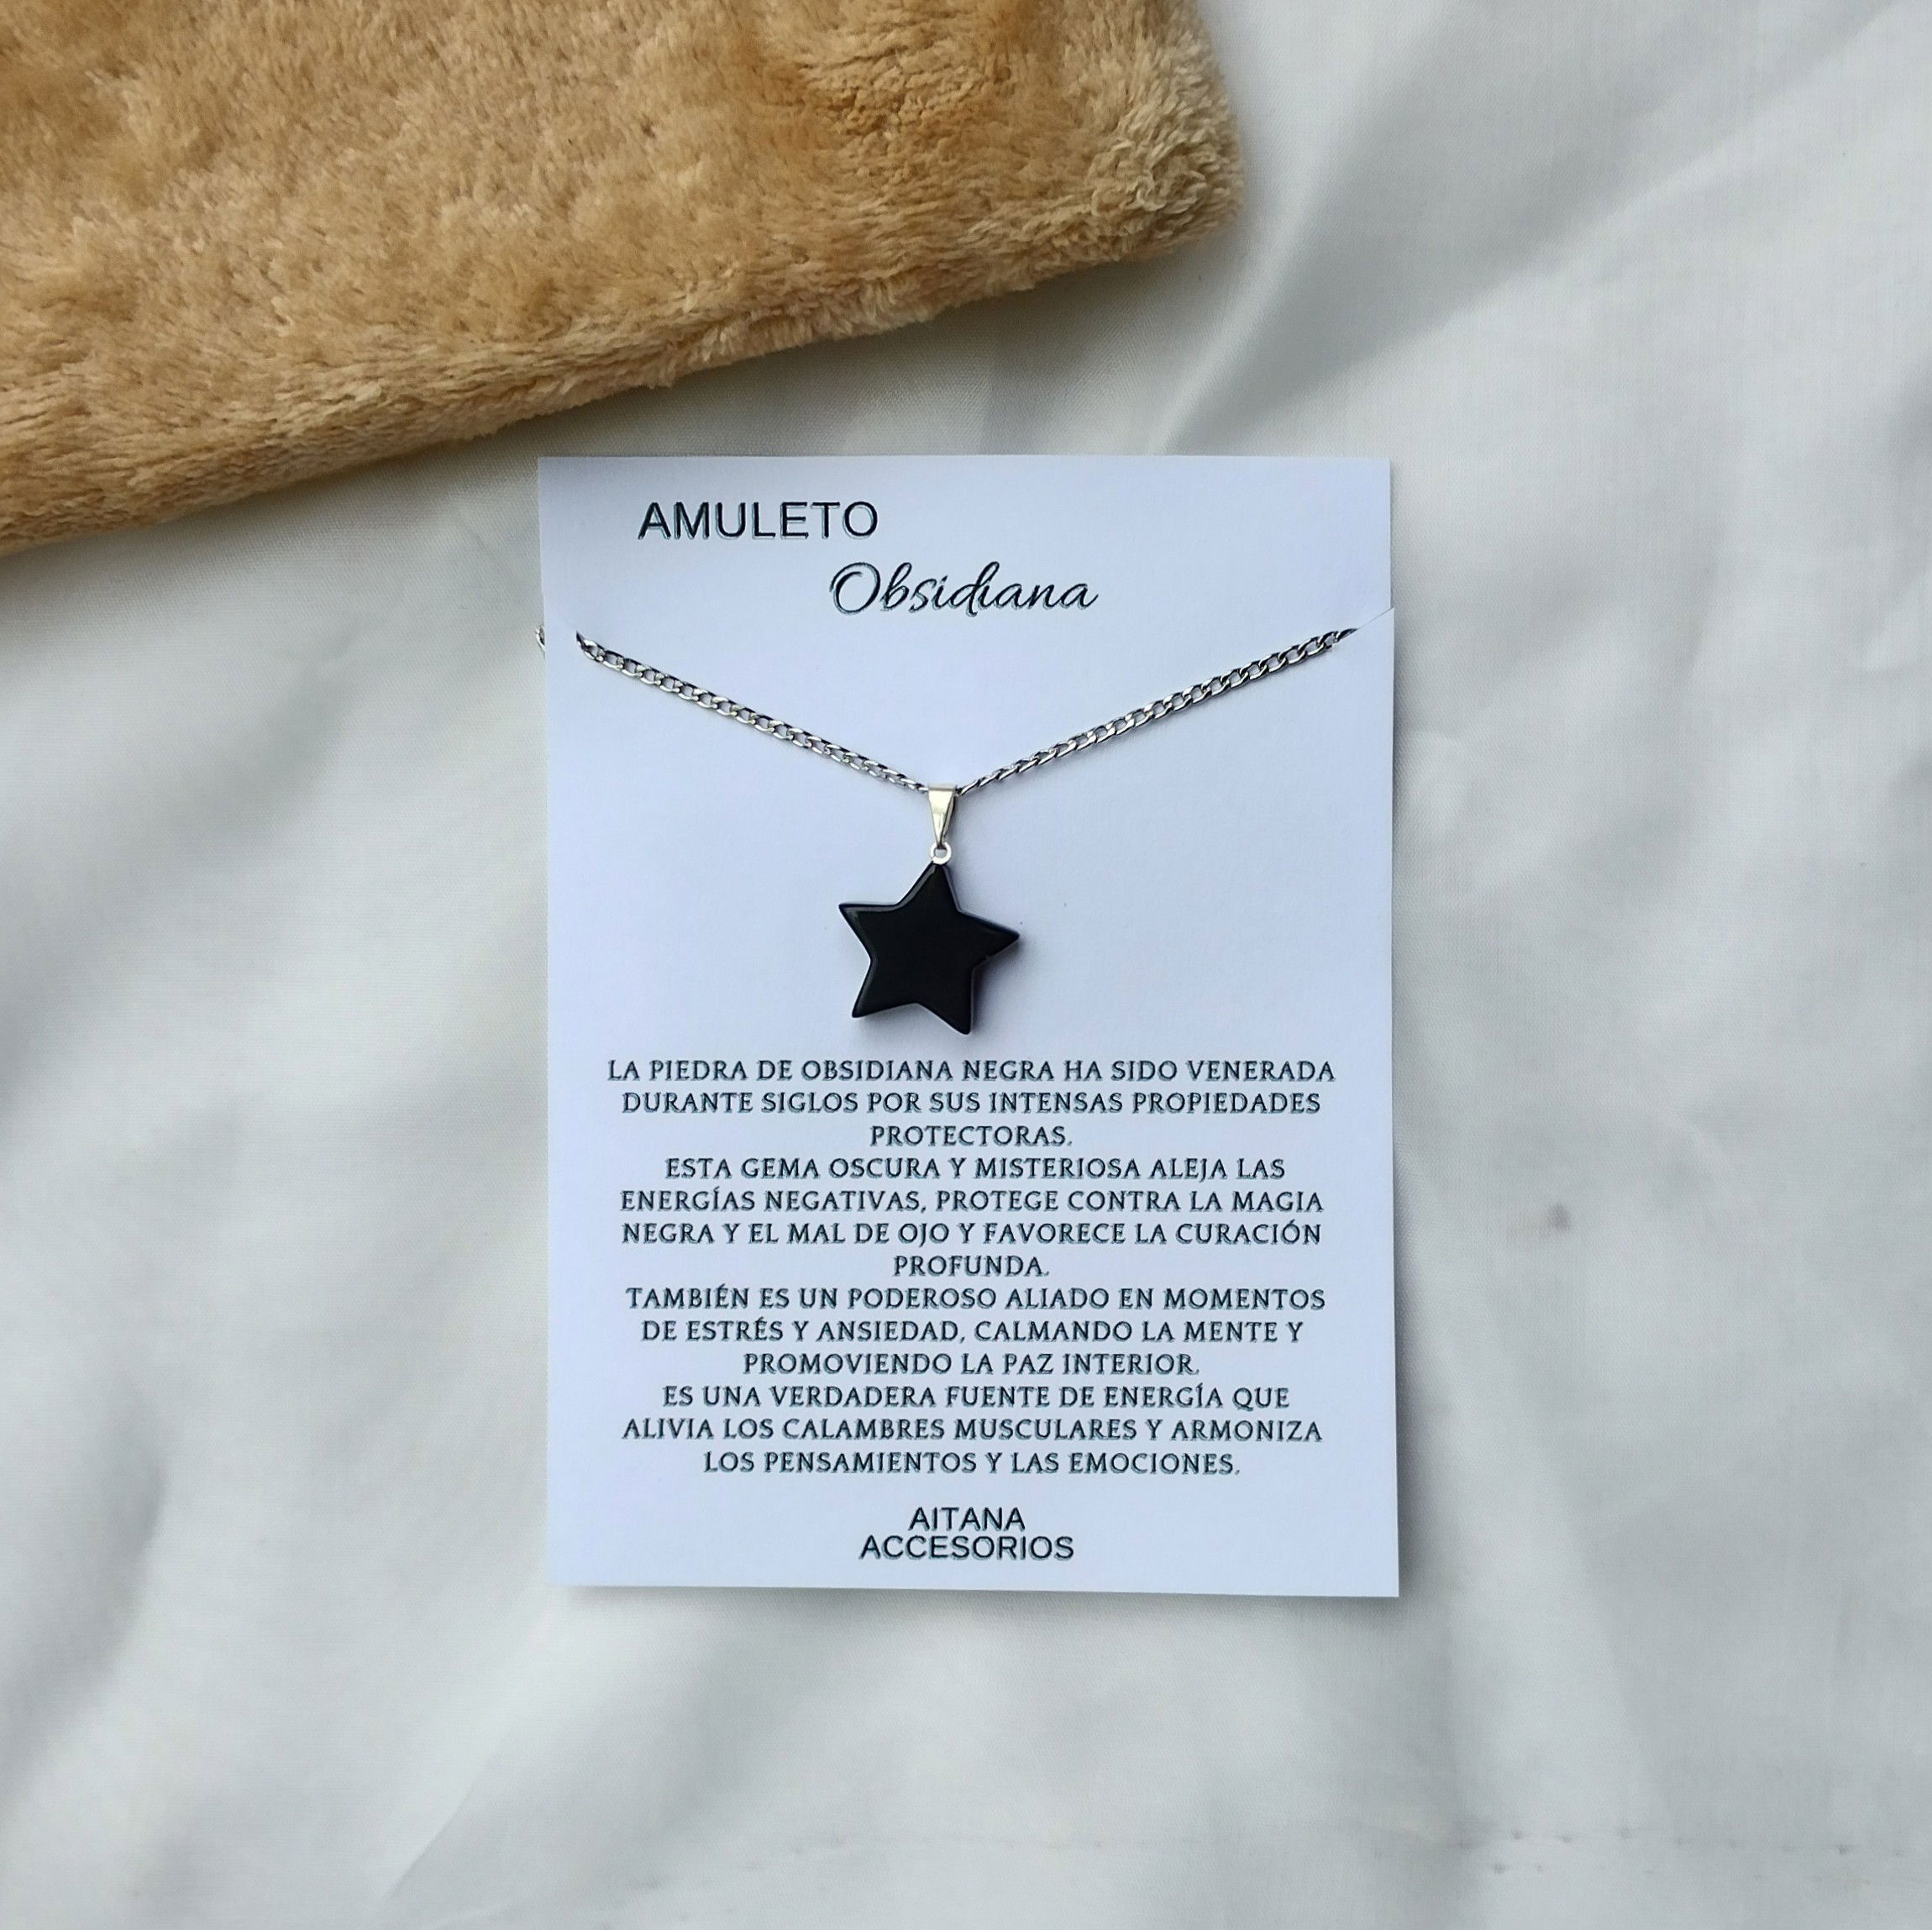 AMULETO
Obsidiana
LA PIEDRA DE OBSIDIANA NEGRA HA SIDO VENERADA
DURANTE SIGLOS POR SUS INTENSAS PROPIEDADES
PROTECTORAS.
ESTA GEMA OSCURA Y MISTERIOSA ALEJA LAS
ENERGÍAS NEGATIVAS, PROTEGE CONTRA LA MAGIA
NEGRA Y EL MAL DE OJO Y FAVORECE LA CURACIÓN
PROFUNDA.
TAMBIÉN ES UN PODEROSO ALIADO EN MOMENTOS
DE ESTRÉS Y ANSIEDAD, CALMANDO LA MENTE Y
PROMOVIENDO LA PAZ INTERIOR.
ES UNA VERDADERA FUENTE DE ENERGÍA QUE
ALIVIA LOS CALAMBRES MUSCULARES Y ARMONIZA
LOS PENSAMIENTOS Y LAS EMOCIONES.
AITANA
ACCESORIOS